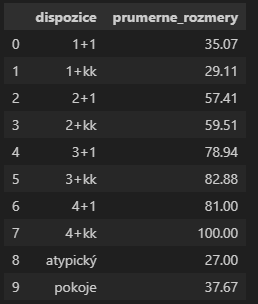 dispozice prumerne_rozmery
0 1+1 35.07
1 1+kk 29.11
2 2+1 57.41
3 2+kk 59.51
4 3+1 78.94
5 3+kk 82.88
6 4+1 81.00
7 4+kk 100.00
8 atypický 27.00
9 pokoje 37.67